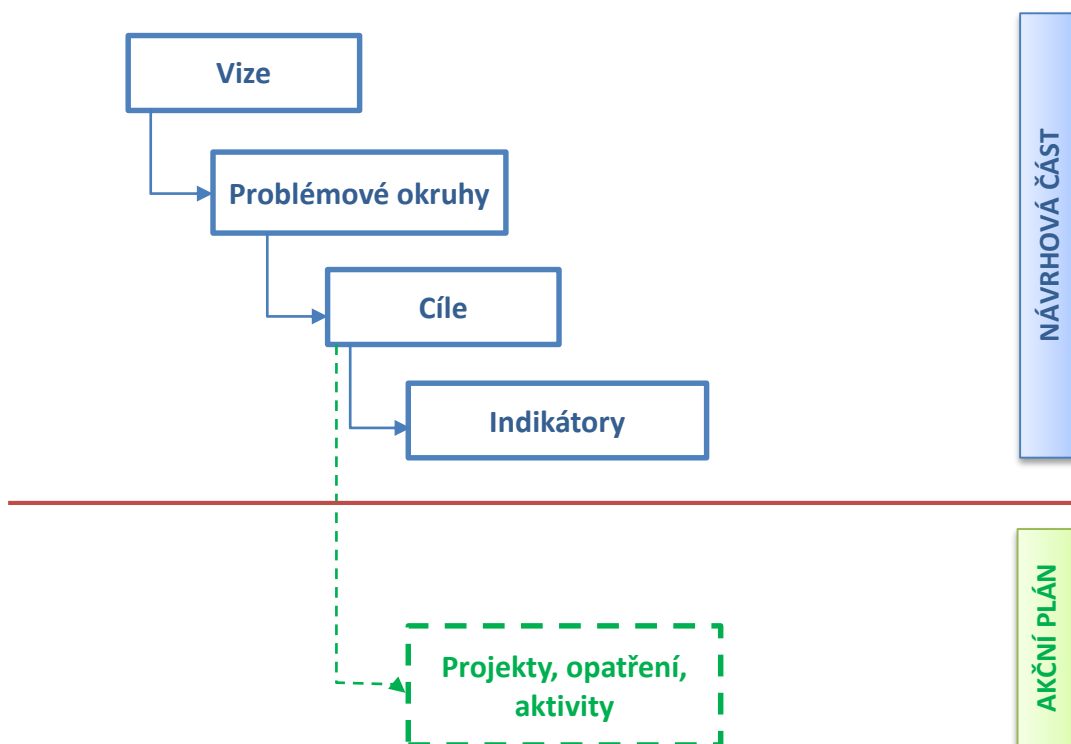 Vize
Problémové okruhy
Cíle
Indikátory
NÁVRHOVÁ ČÁST
Projekty, opatření,
aktivity
AKČNÍ PLÁN